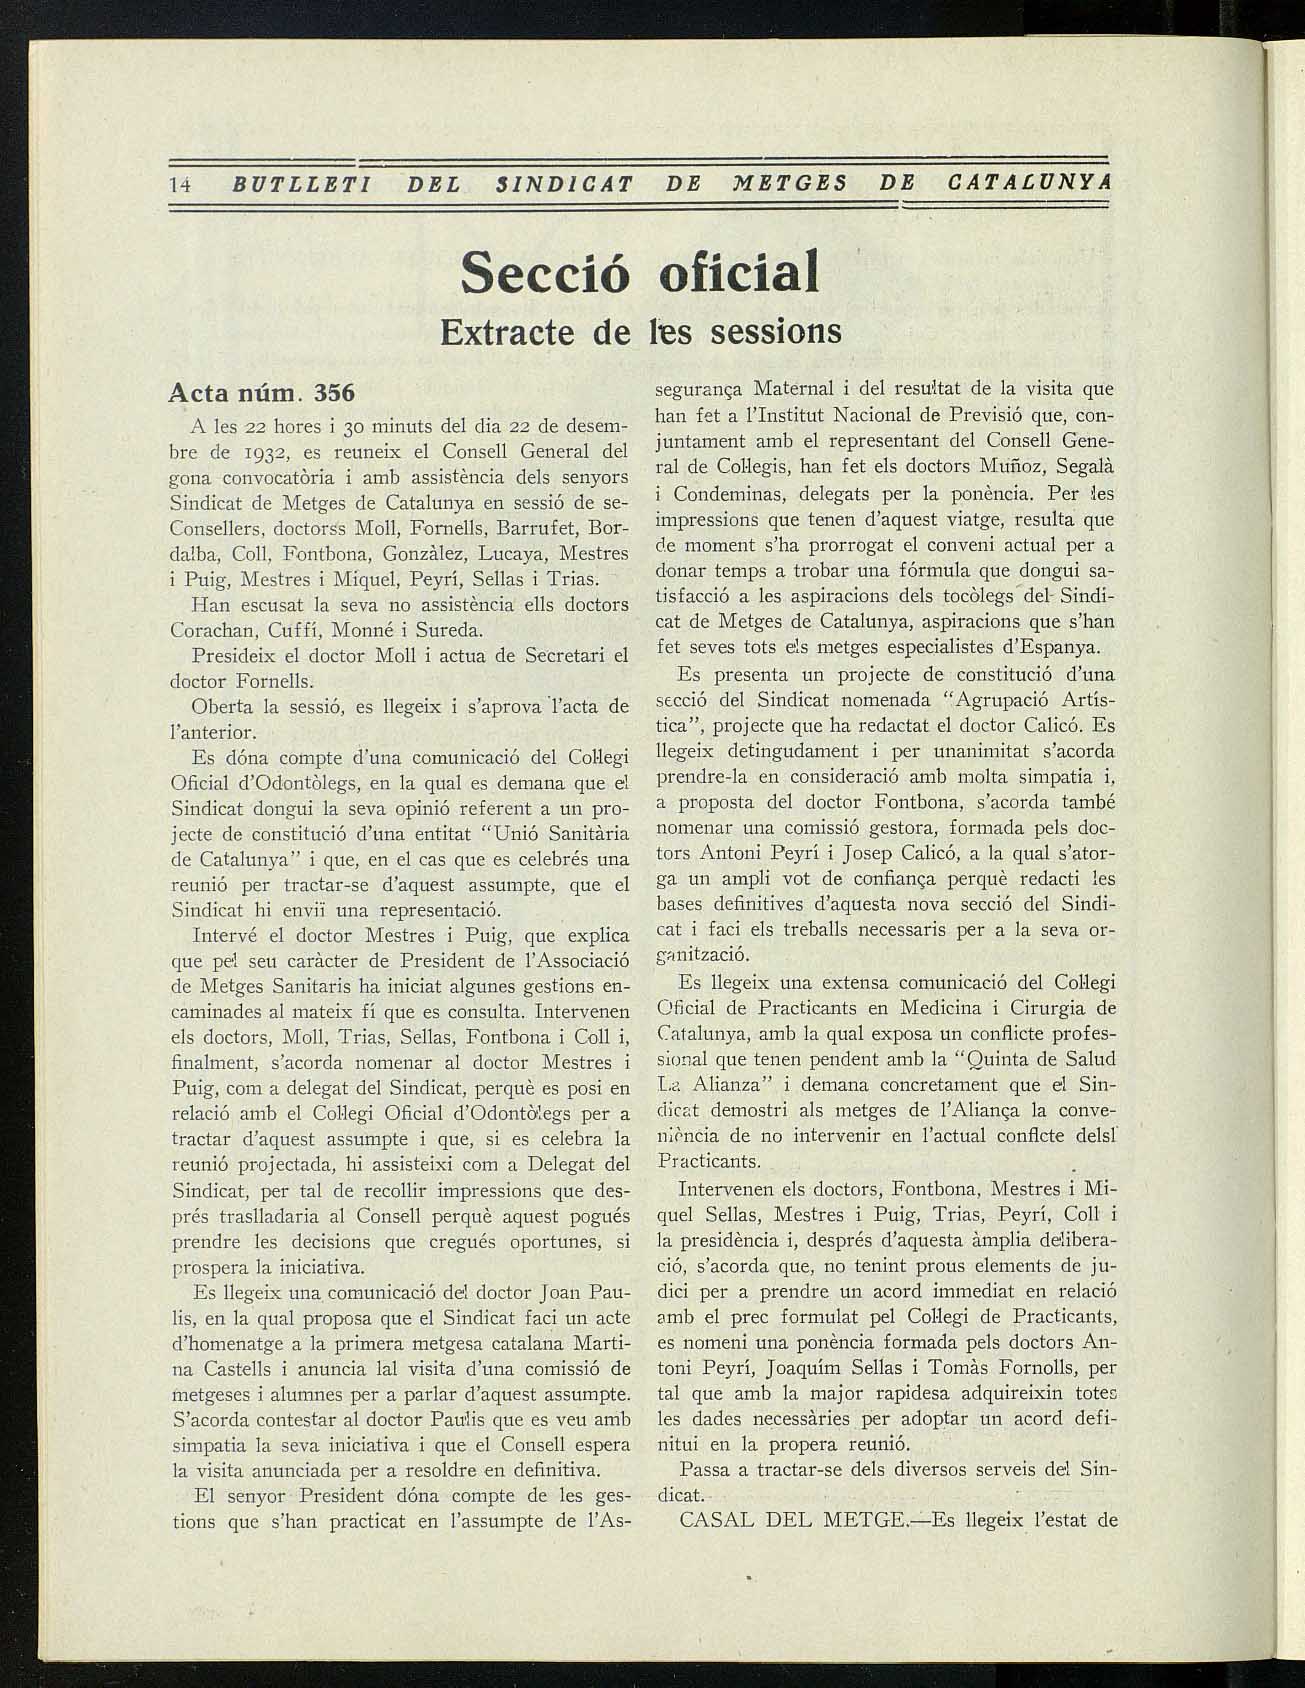 14 BUTLLETI DEL SINDICAT DE METGES DE CATALUNYA
Secció oficial
Extracte de les sessions
Acta núm. 356
A les 22 hores i 30 minuts del dia 22 de desem-
bre de 1932, es reuneix el Consell General del
gona convocatòria i amb assistència dels senyors
Sindicat de Metges de Catalunya en sessió de se-
Consellers, doctorss Moll, Fornells, Barrufet, Bor-
dalba, Coll, Fontbona, Gonzàlez, Lucaya, Mestres
i Puig, Mestres i Miquel, Peyrí, Sellas i Trias.
Han escusat la seva no assistència ells doctors
Corachan, Cuffí, Monné i Sureda.
Presideix el doctor Moll i actua de Secretari el
doctor Fornells.
Oberta la sessió, es llegeix i s'aprova l'acta de
l'anterior.
Es dóna compte d'una comunicació del Col·legi
Oficial d'Odontòlegs, en la qual es demana que el
Sindicat dongui la seva opinió referent a un pro-
jecte de constitució d'una entitat "Unió Sanitària
de Catalunya" i que, en el cas que es celebrés una
reunió per tractar-se d'aquest assumpte, que el
Sindicat hi enviï una representació.
Intervé el doctor Mestres i Puig, que explica
que pel seu caràcter de President de l'Associació
de Metges Sanitaris ha iniciat algunes gestions en-
caminades al mateix fí que es consulta. Intervenen
els doctors, Moll, Trias, Sellas, Fontbona i Coll i,
finalment, s'acorda nomenar al doctor Mestres i
Puig, com a delegat del Sindicat, perquè es posi en
relació amb el Col·legi Oficial d'Odontòlegs per a
tractar d'aquest assumpte i que, si es celebra la
reunió projectada, hi assisteixi com a Delegat del
Sindicat, per tal de recollir impressions que des-
prés traslladaria al Consell perquè aquest pogués
prendre les decisions que cregués oportunes, si
prospera la iniciativa.
Es llegeix una comunicació del doctor Joan Pau-
lis, en la qual proposa que el Sindicat faci un acte
d'homenatge a la primera metgesa catalana Marti-
na Castells i anuncia lal visita d'una comissió de
metgeses i alumnes per a parlar d'aquest assumpte.
S'acorda contestar al doctor Paulis que es veu amb
simpatia la seva iniciativa i que el Consell espera
la visita anunciada per a resoldre en definitiva.
El senyor President dóna compte de les ges-
tions que s'han practicat en l'assumpte de l'As-
segurança Maternal i del resultat de la visita que
han fet a l'Institut Nacional de Previsió que, con-
juntament amb el representant del Consell Gene-
ral de Col·legis, han fet els doctors Muñoz, Segalà
i Condeminas, delegats per la ponència. Per les
impressions que tenen d'aquest viatge, resulta que
de moment s'ha prorrogat el conveni actual per a
donar temps a trobar una fórmula que dongui sa-
tisfacció a les aspiracions dels tocòlegs del Sindi-
cat de Metges de Catalunya, aspiracions que s'han
fet seves tots els metges especialistes d'Espanya.
Es presenta un projecte de constitució d'una
secció del Sindicat nomenada "Agrupació Artís-
tica", projecte que ha redactat el doctor Calicó. Es
llegeix detingudament i per unanimitat s'acorda
prendre-la en consideració amb molta simpatia i,
a proposta del doctor Fontbona, s'acorda també
nomenar una comissió gestora, formada pels doc-
tors Antoni Peyrí i Josep Calicó, a la qual s'ator-
ga un ampli vot de confiança perquè redacti les
bases definitives d'aquesta nova secció del Sindi-
cat i faci els treballs necessaris per a la seva or-
ganització.
Es llegeix una extensa comunicació del Col·legi
Oficial de Practicants en Medicina i Cirurgia de
Catalunya, amb la qual exposa un conflicte profes-
sional que tenen pendent amb la "Quinta de Salud
La Alianza" i demana concretament que el Sin-
dicat demostri als metges de l'Aliança la conve-
niència de no intervenir en l'actual conflcte delsl
Practicants.
Intervenen els doctors, Fontbona, Mestres i Mi-
quel Sellas, Mestres i Puig, Trias, Peyrí, Coll i
la presidència i, després d'aquesta àmplia delibera-
ció, s'acorda que, no tenint prous elements de ju-
dici per a prendre un acord immediat en relació
amb el prec formulat pel Col·legi de Practicants,
es nomeni una ponència formada pels doctors An-
toni Peyrí, Joaquím Sellas i Tomàs Fornolls, per
tal que amb la major rapidesa adquireixin totes
les dades necessàries per adoptar un acord defi-
nitui en la propera reunió.
Passa a tractar-se dels diversos serveis del Sin-
dicat.
CASAL DEL METGE.—Es llegeix l'estat de